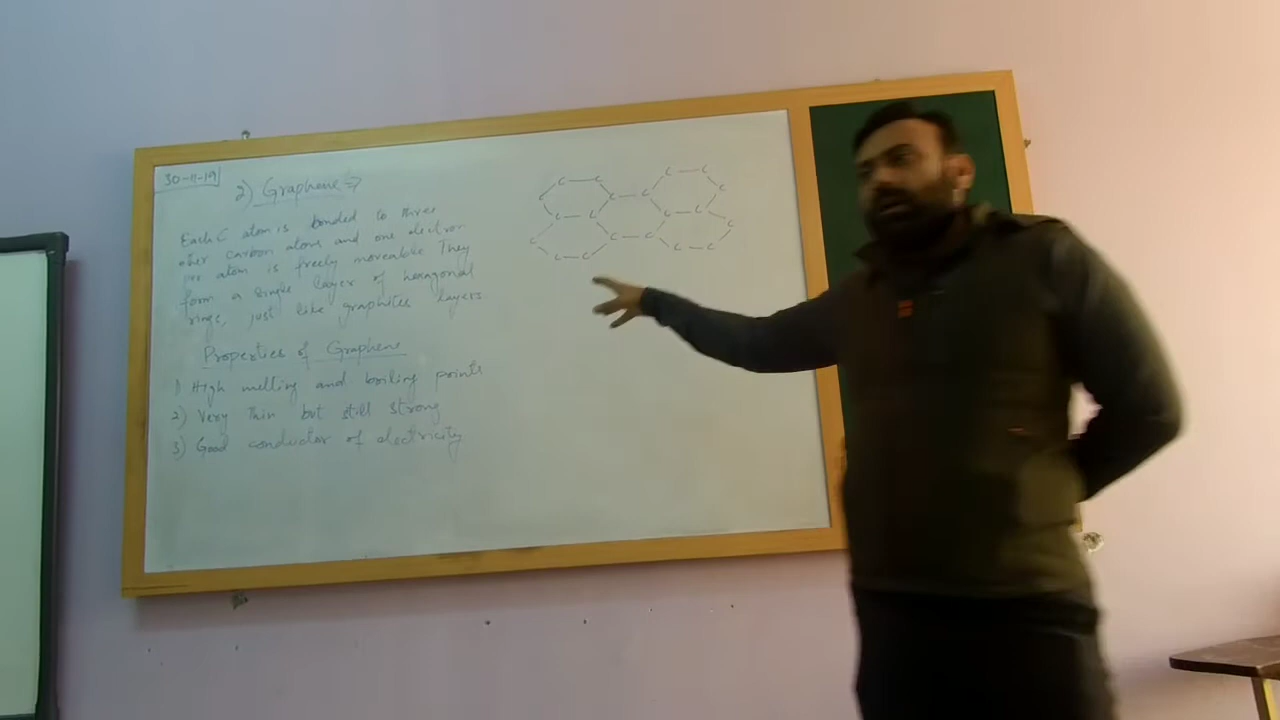 30-11-19
2) Graphene ⇒
Each C atom is bonded to three
other carbon atoms and one electron
per atom is freely moveable They
form a single layer of hexagonal
rings, just like graphites layers
Properties of Graphene
1) High melting and boiling points
2) Very Thin but still strong
3) Good conductor of electricity
C C C C
C C C C
C C C C
C C C C
C C C C